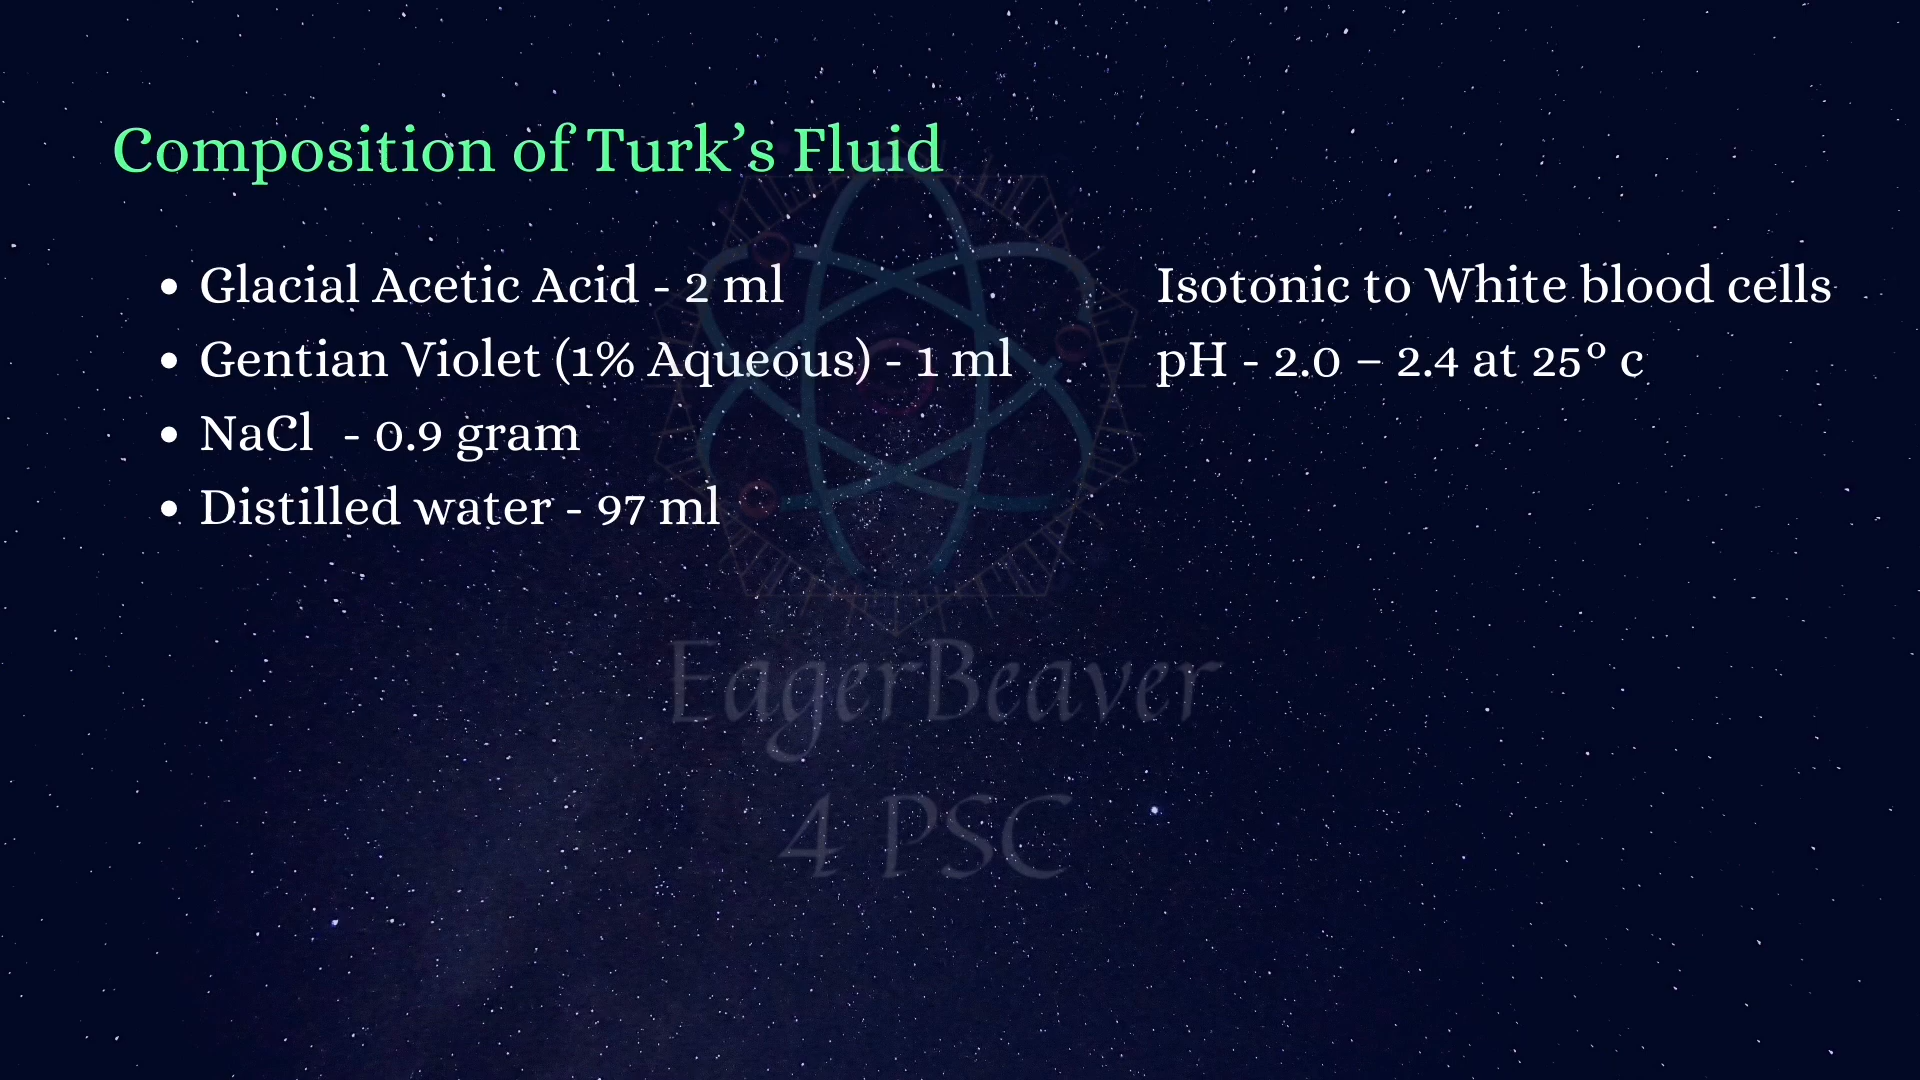 Composition of Turk’s Fluid
• Glacial Acetic Acid - 2 ml
• Gentian Violet (1% Aqueous) - 1 ml
• NaCl  - 0.9 gram
• Distilled water - 97 ml
Isotonic to White blood cells
pH - 2.0 – 2.4 at 25° c
EagerBeaver
4 PSC